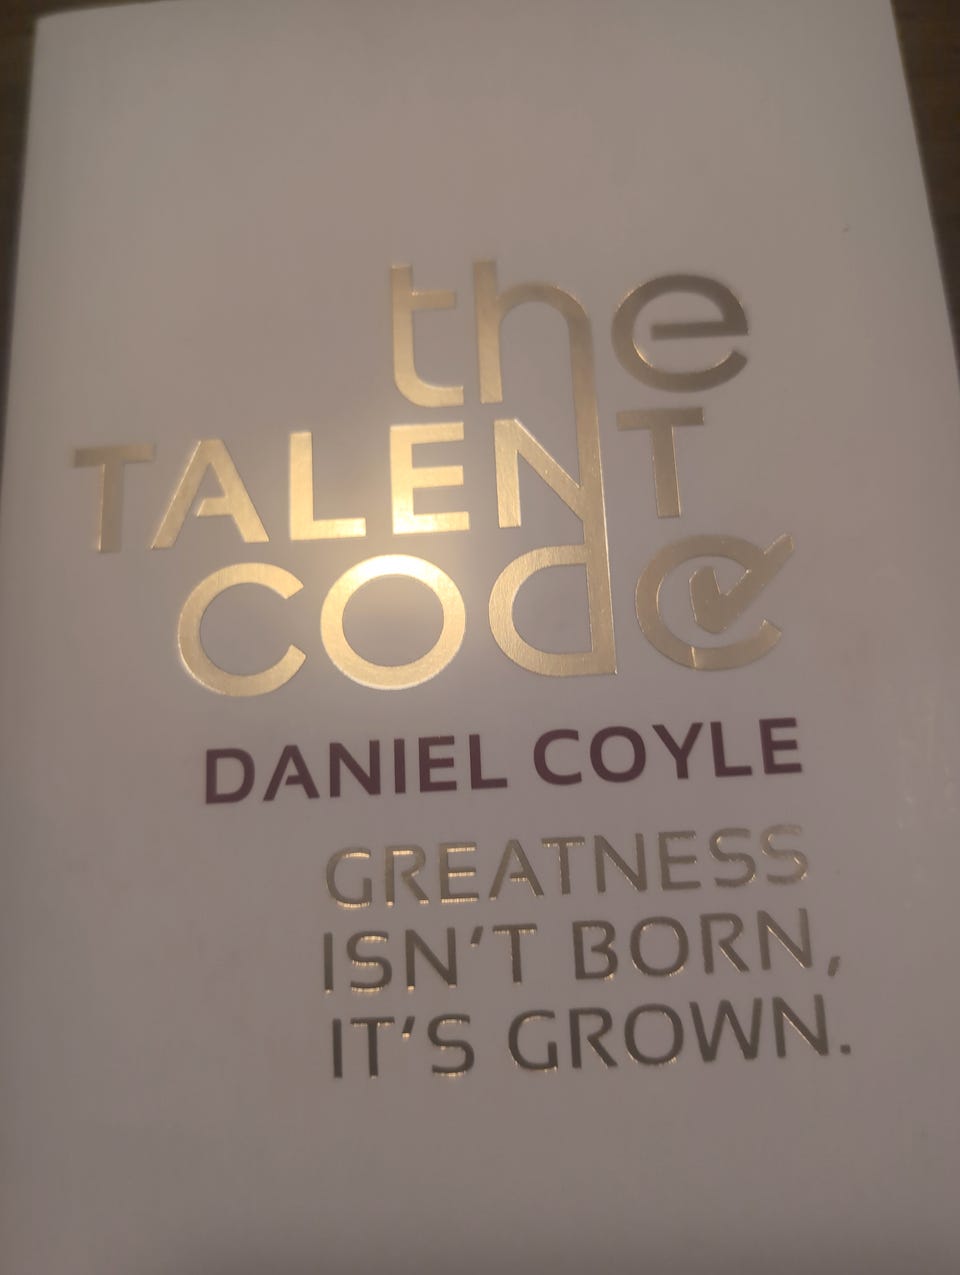 the
TALENT
code
DANIEL COYLE
GREATNESS
ISN'T BORN,
IT'S GROWN.